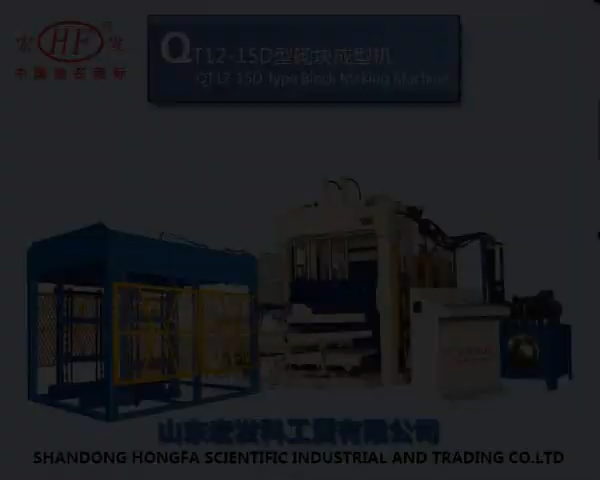 宏 HF 发
中国驰名商标
QT12-15D型砌块成型机
QT12-15D Type Block Making Machine
山东宏发科工贸有限公司
SHANDONG HONGFA SCIENTIFIC INDUSTRIAL AND TRADING CO.LTD